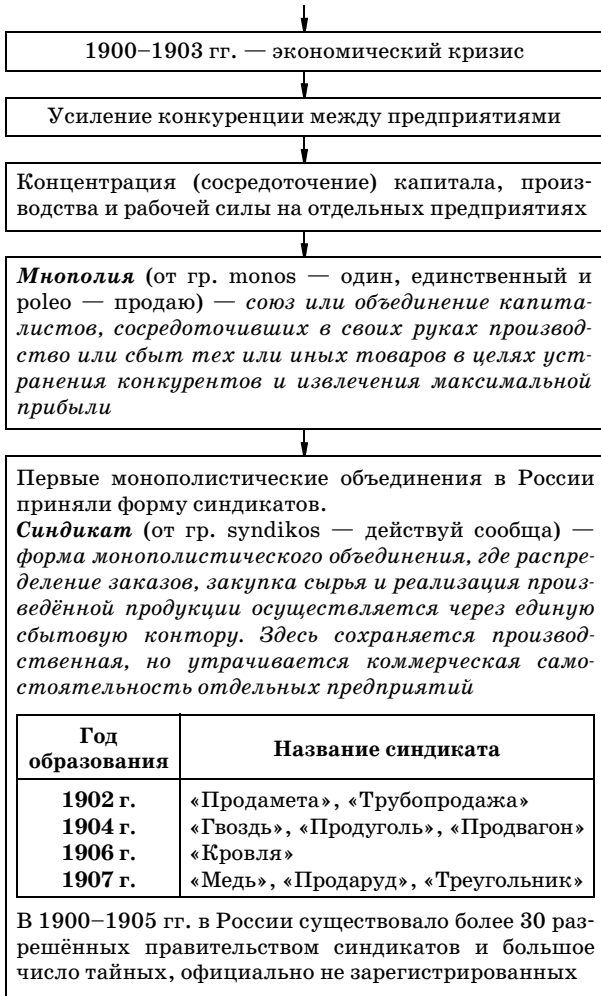 1900–1903 гг. — экономический кризис
Усиление конкуренции между предприятиями
Концентрация (сосредоточение) капитала, произ-
водства и рабочей силы на отдельных предприятиях
Мнополия (от гр. monos — один, единственный и
poleo — продаю) — союз или объединение капита-
листов, сосредоточивших в своих руках производ-
ство или сбыт тех или иных товаров в целях уст-
ранения конкурентов и извлечения максимальной
прибыли
Первые монополистические объединения в России
приняли форму синдикатов.
Синдикат (от гр. syndikos — действуй сообща) —
форма монополистического объединения, где распре-
деление заказов, закупка сырья и реализация произ-
ведённой продукции осуществляется через единую
сбытовую контору. Здесь сохраняется производ-
ственная, но утрачивается коммерческая само-
стоятельность отдельных предприятий
Год
образования
Название синдиката
1902 г. «Продамета», «Трубопродажа»
1904 г. «Гвоздь», «Продуголь», «Продвагон»
1906 г. «Кровля»
1907 г. «Медь», «Продаруд», «Треугольник»
В 1900–1905 гг. в России существовало более 30 раз-
решённых правительством синдикатов и большое
число тайных, официально не зарегистрированных